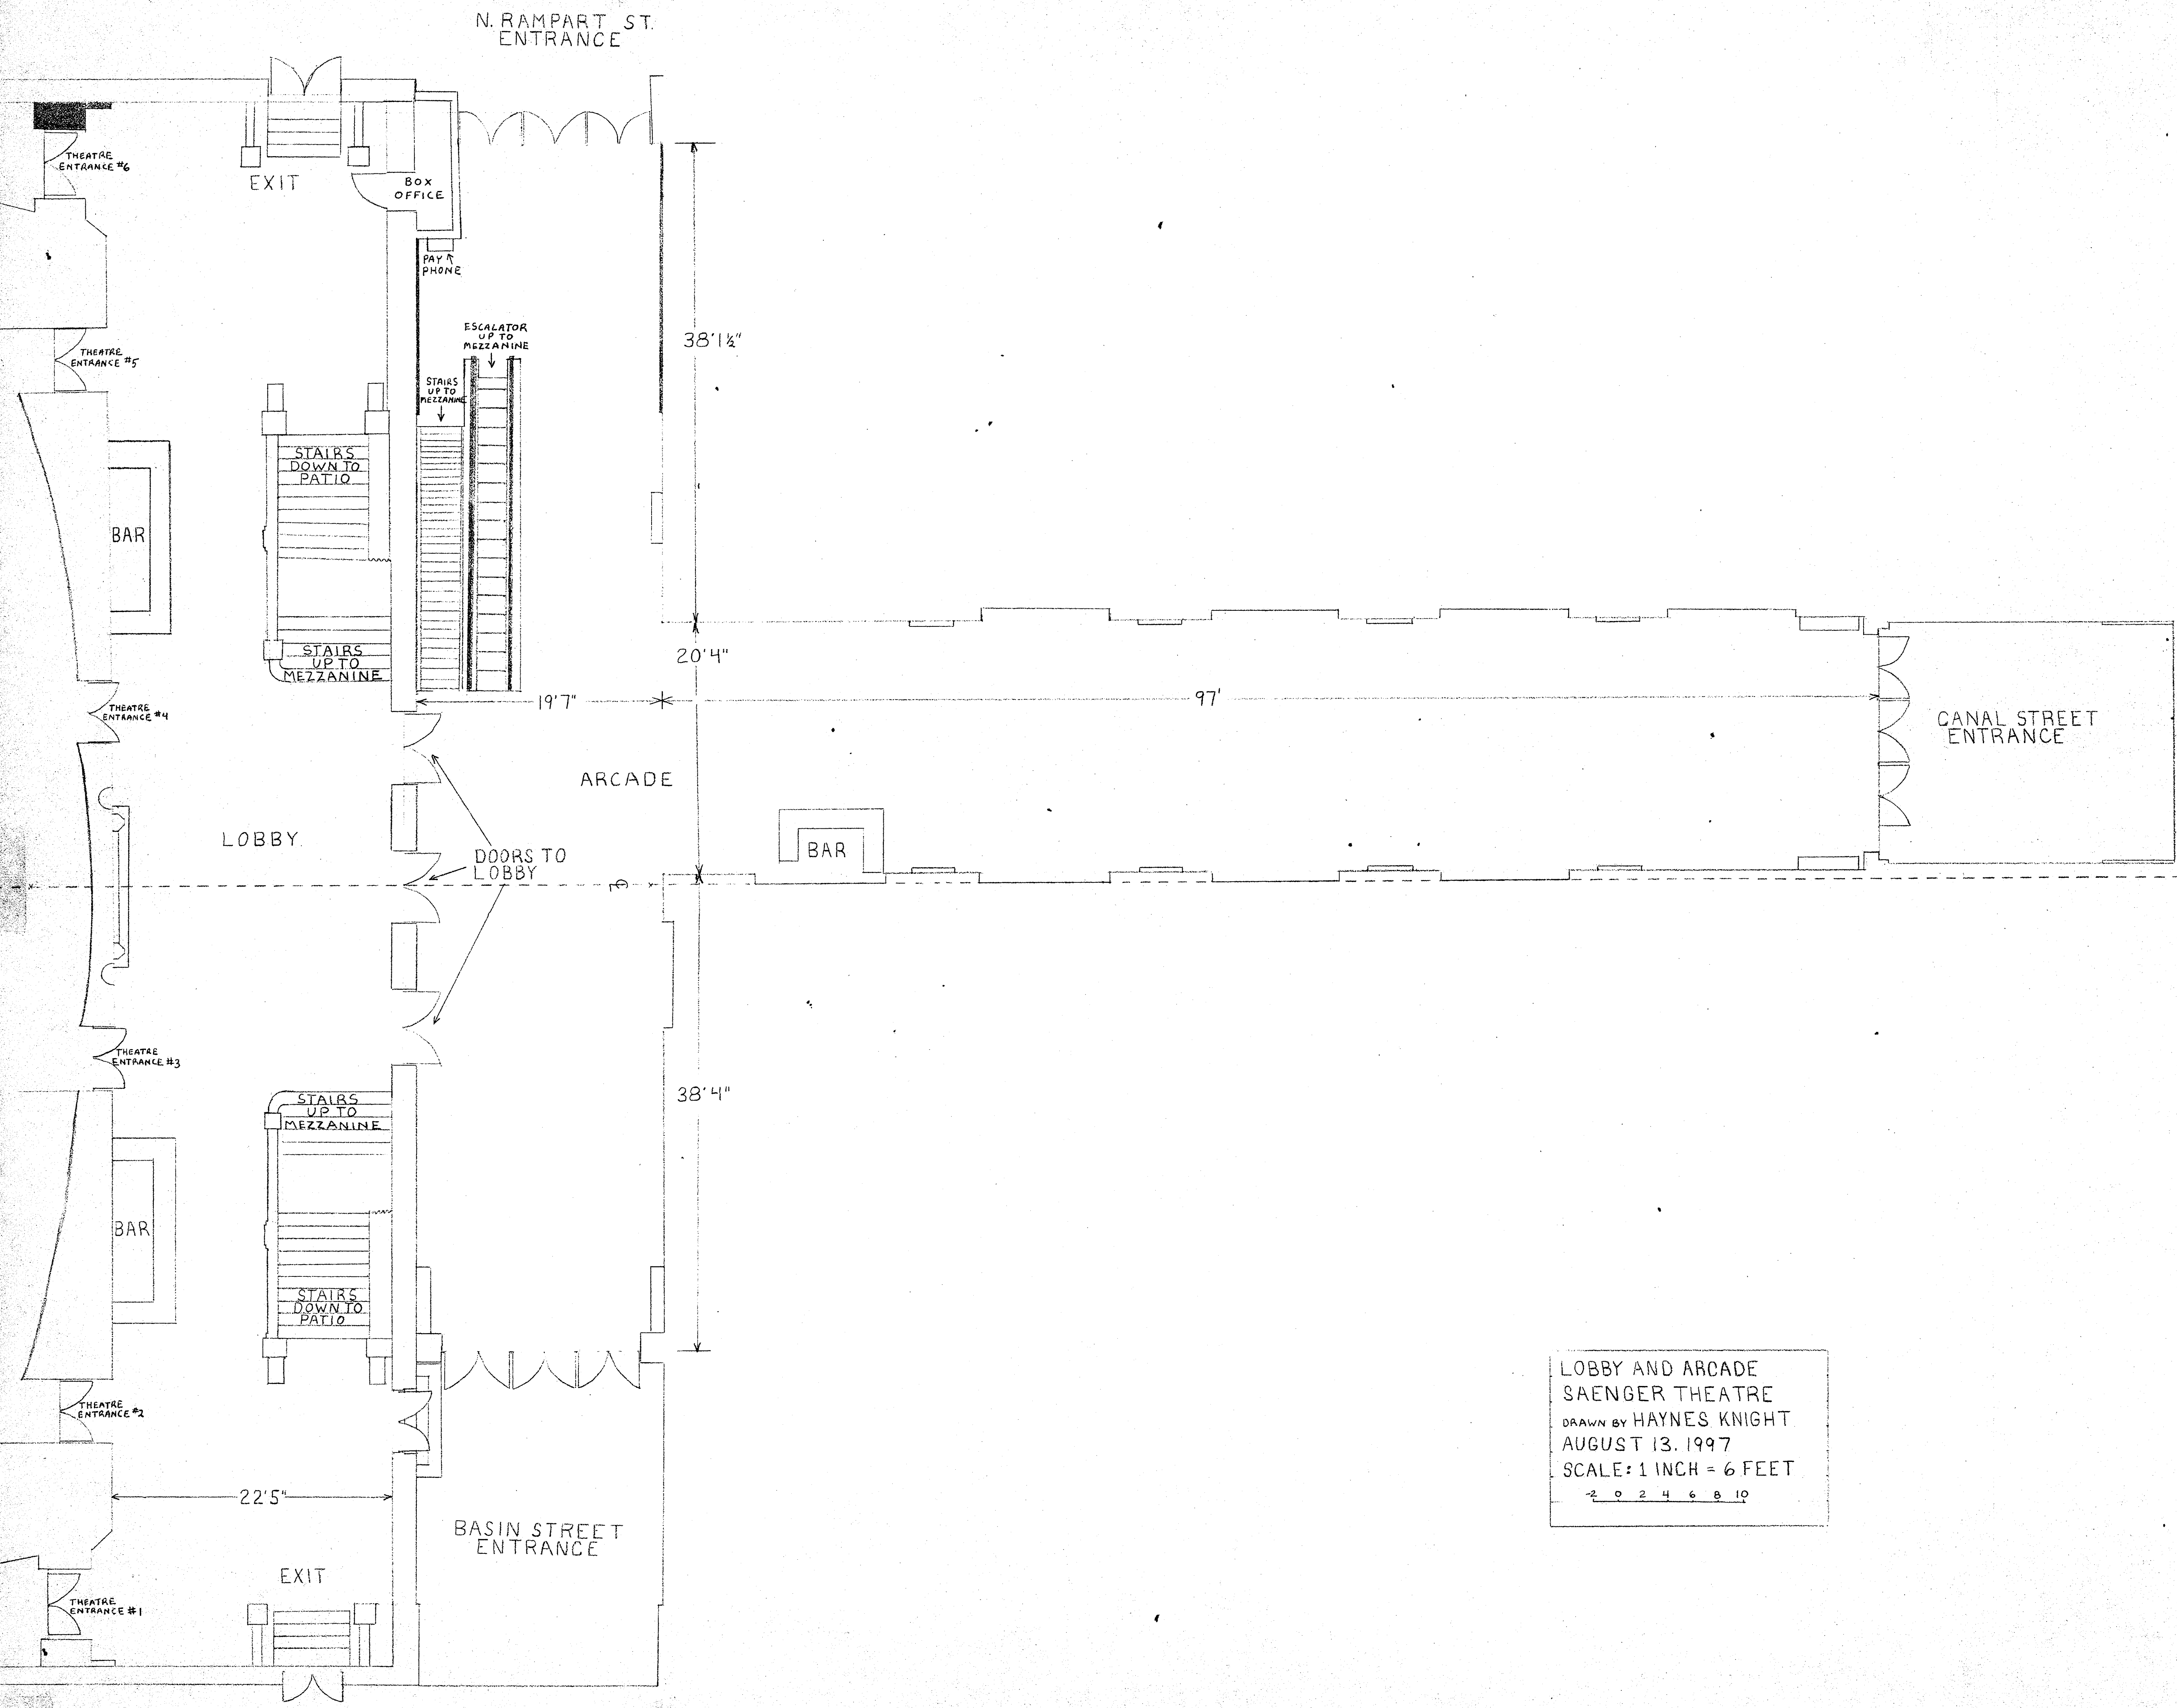 N. RAMPART ST.
ENTRANCE
THEATRE
ENTRANCE #6
EXIT
BOX
OFFICE
PAY
PHONE
ESCALATOR
UP TO
MEZZANINE
38'1½"
THEATRE
ENTRANCE #5
STAIRS
UP TO
MEZZANINE
STAIRS
DOWN TO
PATIO
BAR
STAIRS
UP TO
MEZZANINE
20'4"
19'7"
97'
THEATRE
ENTRANCE #4
CANAL STREET
ENTRANCE
ARCADE
LOBBY
DOORS TO
LOBBY
BAR
THEATRE
ENTRANCE #3
38'4"
STAIRS
UP TO
MEZZANINE
BAR
STAIRS
DOWN TO
PATIO
THEATRE
ENTRANCE #2
22'5"
BASIN STREET
ENTRANCE
EXIT
THEATRE
ENTRANCE #1
LOBBY AND ARCADE
SAENGER THEATRE
DRAWN BY HAYNES KNIGHT
AUGUST 13. 1997
SCALE: 1 INCH = 6 FEET
-2 0 2 4 6 8 10